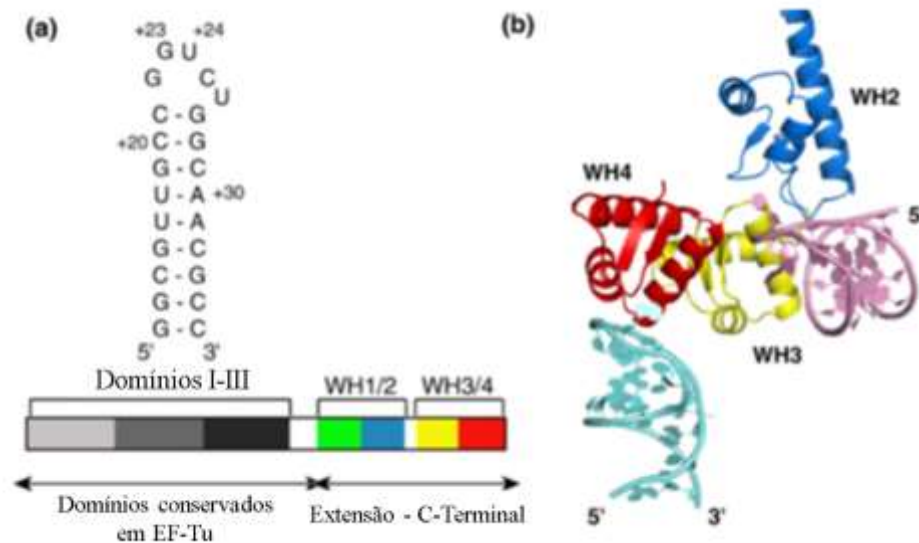 (a)
+23 +24
G U
G C
U
C - G
+20 C - G
G - C
U - A +30
U - A
G - C
C - G
G - C
G - C
5' 3'
Domínios I-III
WH1/2 WH3/4
Domínios conservados
em EF-Tu
Extensão - C-Terminal
(b)
WH2
WH4
5'
WH3
5' 3'